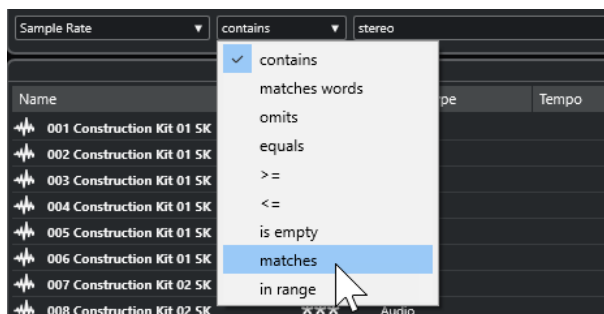 Sample Rate contains stereo
contains
matches words
Name pe Tempo
omits
001 Construction Kit 01 SK
equals
002 Construction Kit 01 SK
>=
003 Construction Kit 01 SK
<=
004 Construction Kit 01 SK
is empty
005 Construction Kit 01 SK
matches
006 Construction Kit 01 SK
in range
007 Construction Kit 02 SK
008 Construction Kit 02 SK Audio